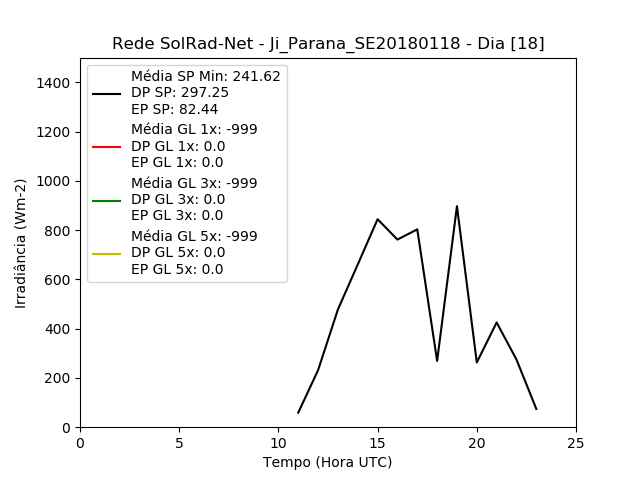 Rede SolRad-Net - Ji_Parana_SE20180118 - Dia [18]
Média SP Min: 241.62
DP SP: 297.25
EP SP: 82.44
Média GL 1x: -999
DP GL 1x: 0.0
EP GL 1x: 0.0
Média GL 3x: -999
DP GL 3x: 0.0
EP GL 3x: 0.0
Média GL 5x: -999
DP GL 5x: 0.0
EP GL 5x: 0.0
Irradiância (Wm-2)
1400
1200
1000
800
600
400
200
0
0 5 10 15 20 25
Tempo (Hora UTC)